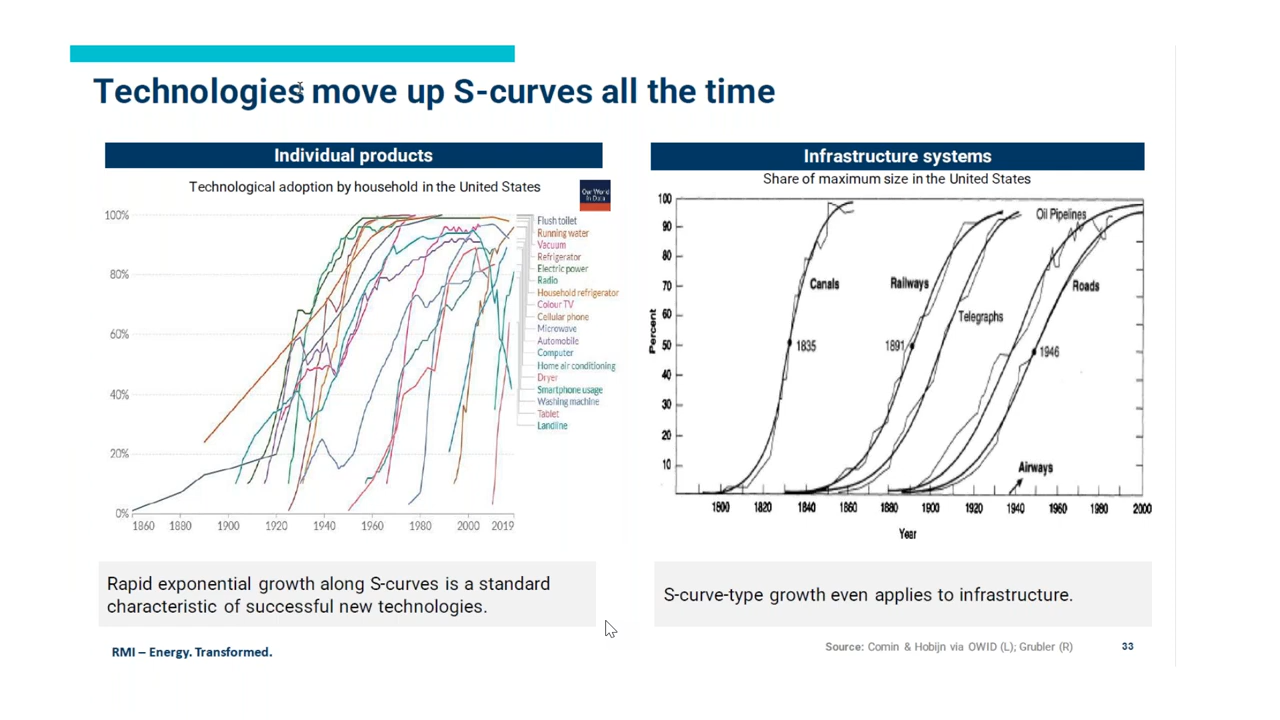 Technologies move up S-curves all the time
Individual products
Technological adoption by household in the United States
Our World
in Data
100%
80%
60%
40%
20%
0%
1860 1880 1900 1920 1940 1960 1980 2000 2019
Flush toilet
Running water
Vacuum
Refrigerator
Electric power
Radio
Household refrigerator
Colour TV
Cellular phone
Microwave
Automobile
Computer
Home air conditioning
Dryer
Smartphone usage
Washing machine
Tablet
Landline
Rapid exponential growth along S-curves is a standard
characteristic of successful new technologies.
Infrastructure systems
Share of maximum size in the United States
Percent
100
90
80
70
60
50
40
30
20
10
Canals
1835
Railways
1891
Telegraphs
Oil Pipelines
Roads
1946
Airways
1800 1820 1840 1860 1880 1900 1920 1940 1960 1980 2000
Year
S-curve-type growth even applies to infrastructure.
RMI – Energy. Transformed.
Source: Comin & Hobijn via OWID (L); Grubler (R)
33